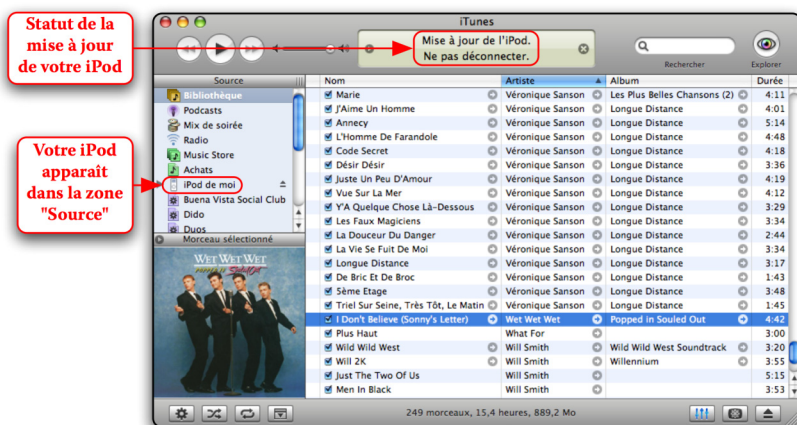 Statut de la
mise à jour
de votre iPod
Votre iPod
apparaît
dans la zone
"Source"
iTunes
Mise à jour de l'iPod.
Ne pas déconnecter.
Rechercher
Explorer
Source
Bibliothèque
Podcasts
Mix de soirée
Radio
Music Store
Achats
iPod de moi
Buena Vista Social Club
Dido
Duos
Morceau sélectionné
WET WET WET
Nom Artiste Album Durée
Marie Véronique Sanson Les Plus Belles Chansons (2) 4:11
J'Aime Un Homme Véronique Sanson Longue Distance 4:01
Annecy Véronique Sanson Longue Distance 5:14
L'Homme De Farandole Véronique Sanson Longue Distance 4:48
Code Secret Véronique Sanson Longue Distance 4:18
Désir Désir Véronique Sanson Longue Distance 3:36
Juste Un Peu D'Amour Véronique Sanson Longue Distance 4:19
Vue Sur La Mer Véronique Sanson Longue Distance 4:12
Y'A Quelque Chose Là-Dessous Véronique Sanson Longue Distance 3:29
Les Faux Magiciens Véronique Sanson Longue Distance 3:34
La Douceur Du Danger Véronique Sanson Longue Distance 2:44
La Vie Se Fuit De Moi Véronique Sanson Longue Distance 3:34
Longue Distance Véronique Sanson Longue Distance 3:17
De Bric Et De Broc Véronique Sanson Longue Distance 1:43
5ème Etage Véronique Sanson Longue Distance 3:48
Triel Sur Seine, Très Tôt, Le Matin Véronique Sanson Longue Distance 1:45
I Don't Believe (Sonny's Letter) Wet Wet Wet Popped in Souled Out 4:42
Plus Haut What For 3:00
Wild Wild West Will Smith Wild Wild West Soundtrack 3:20
Will 2K Will Smith Willennium 3:55
Just The Two Of Us Will Smith 5:15
Men In Black Will Smith 3:53
249 morceaux, 15,4 heures, 889,2 Mo